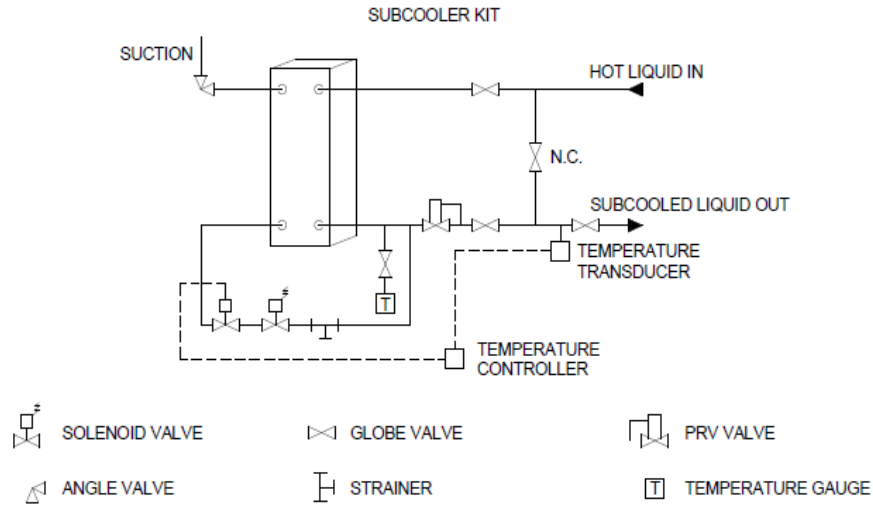 SUBCOOLER KIT
SUCTION
HOT LIQUID IN
N.C.
SUBCOOLED LIQUID OUT
TEMPERATURE
TRANSDUCER
T
TEMPERATURE
CONTROLLER
SOLENOID VALVE
GLOBE VALVE
PRV VALVE
ANGLE VALVE
STRAINER
T
TEMPERATURE GAUGE